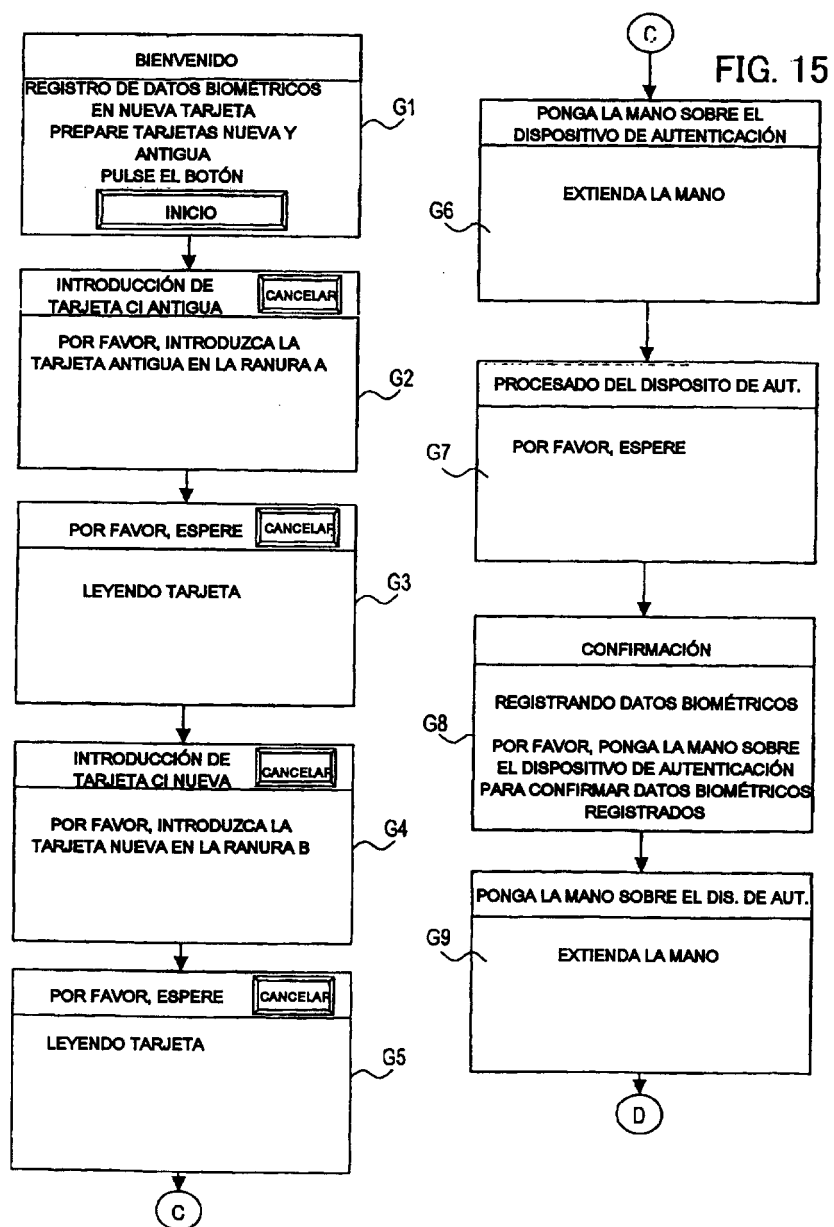 FIG. 15
BIENVENIDO
REGISTRO DE DATOS BIOMÉTRICOS
EN NUEVA TARJETA
PREPARE TARJETAS NUEVA Y
ANTIGUA
PULSE EL BOTÓN
INICIO
G1
INTRODUCCIÓN DE
TARJETA CI ANTIGUA
CANCELAR
POR FAVOR, INTRODUZCA LA
TARJETA ANTIGUA EN LA RANURA A
G2
POR FAVOR, ESPERE
CANCELAR
LEYENDO TARJETA
G3
INTRODUCCIÓN DE
TARJETA CI NUEVA
CANCELAR
POR FAVOR, INTRODUZCA LA
TARJETA NUEVA EN LA RANURA B
G4
POR FAVOR, ESPERE
CANCELAR
LEYENDO TARJETA
G5
C
C
PONGA LA MANO SOBRE EL
DISPOSITIVO DE AUTENTICACIÓN
EXTIENDA LA MANO
G6
PROCESADO DEL DISPOSITO DE AUT.
POR FAVOR, ESPERE
G7
CONFIRMACIÓN
REGISTRANDO DATOS BIOMÉTRICOS
POR FAVOR, PONGA LA MANO SOBRE
EL DISPOSITIVO DE AUTENTICACIÓN
PARA CONFIRMAR DATOS BIOMÉTRICOS
REGISTRADOS
G8
PONGA LA MANO SOBRE EL DIS. DE AUT.
EXTIENDA LA MANO
G9
D